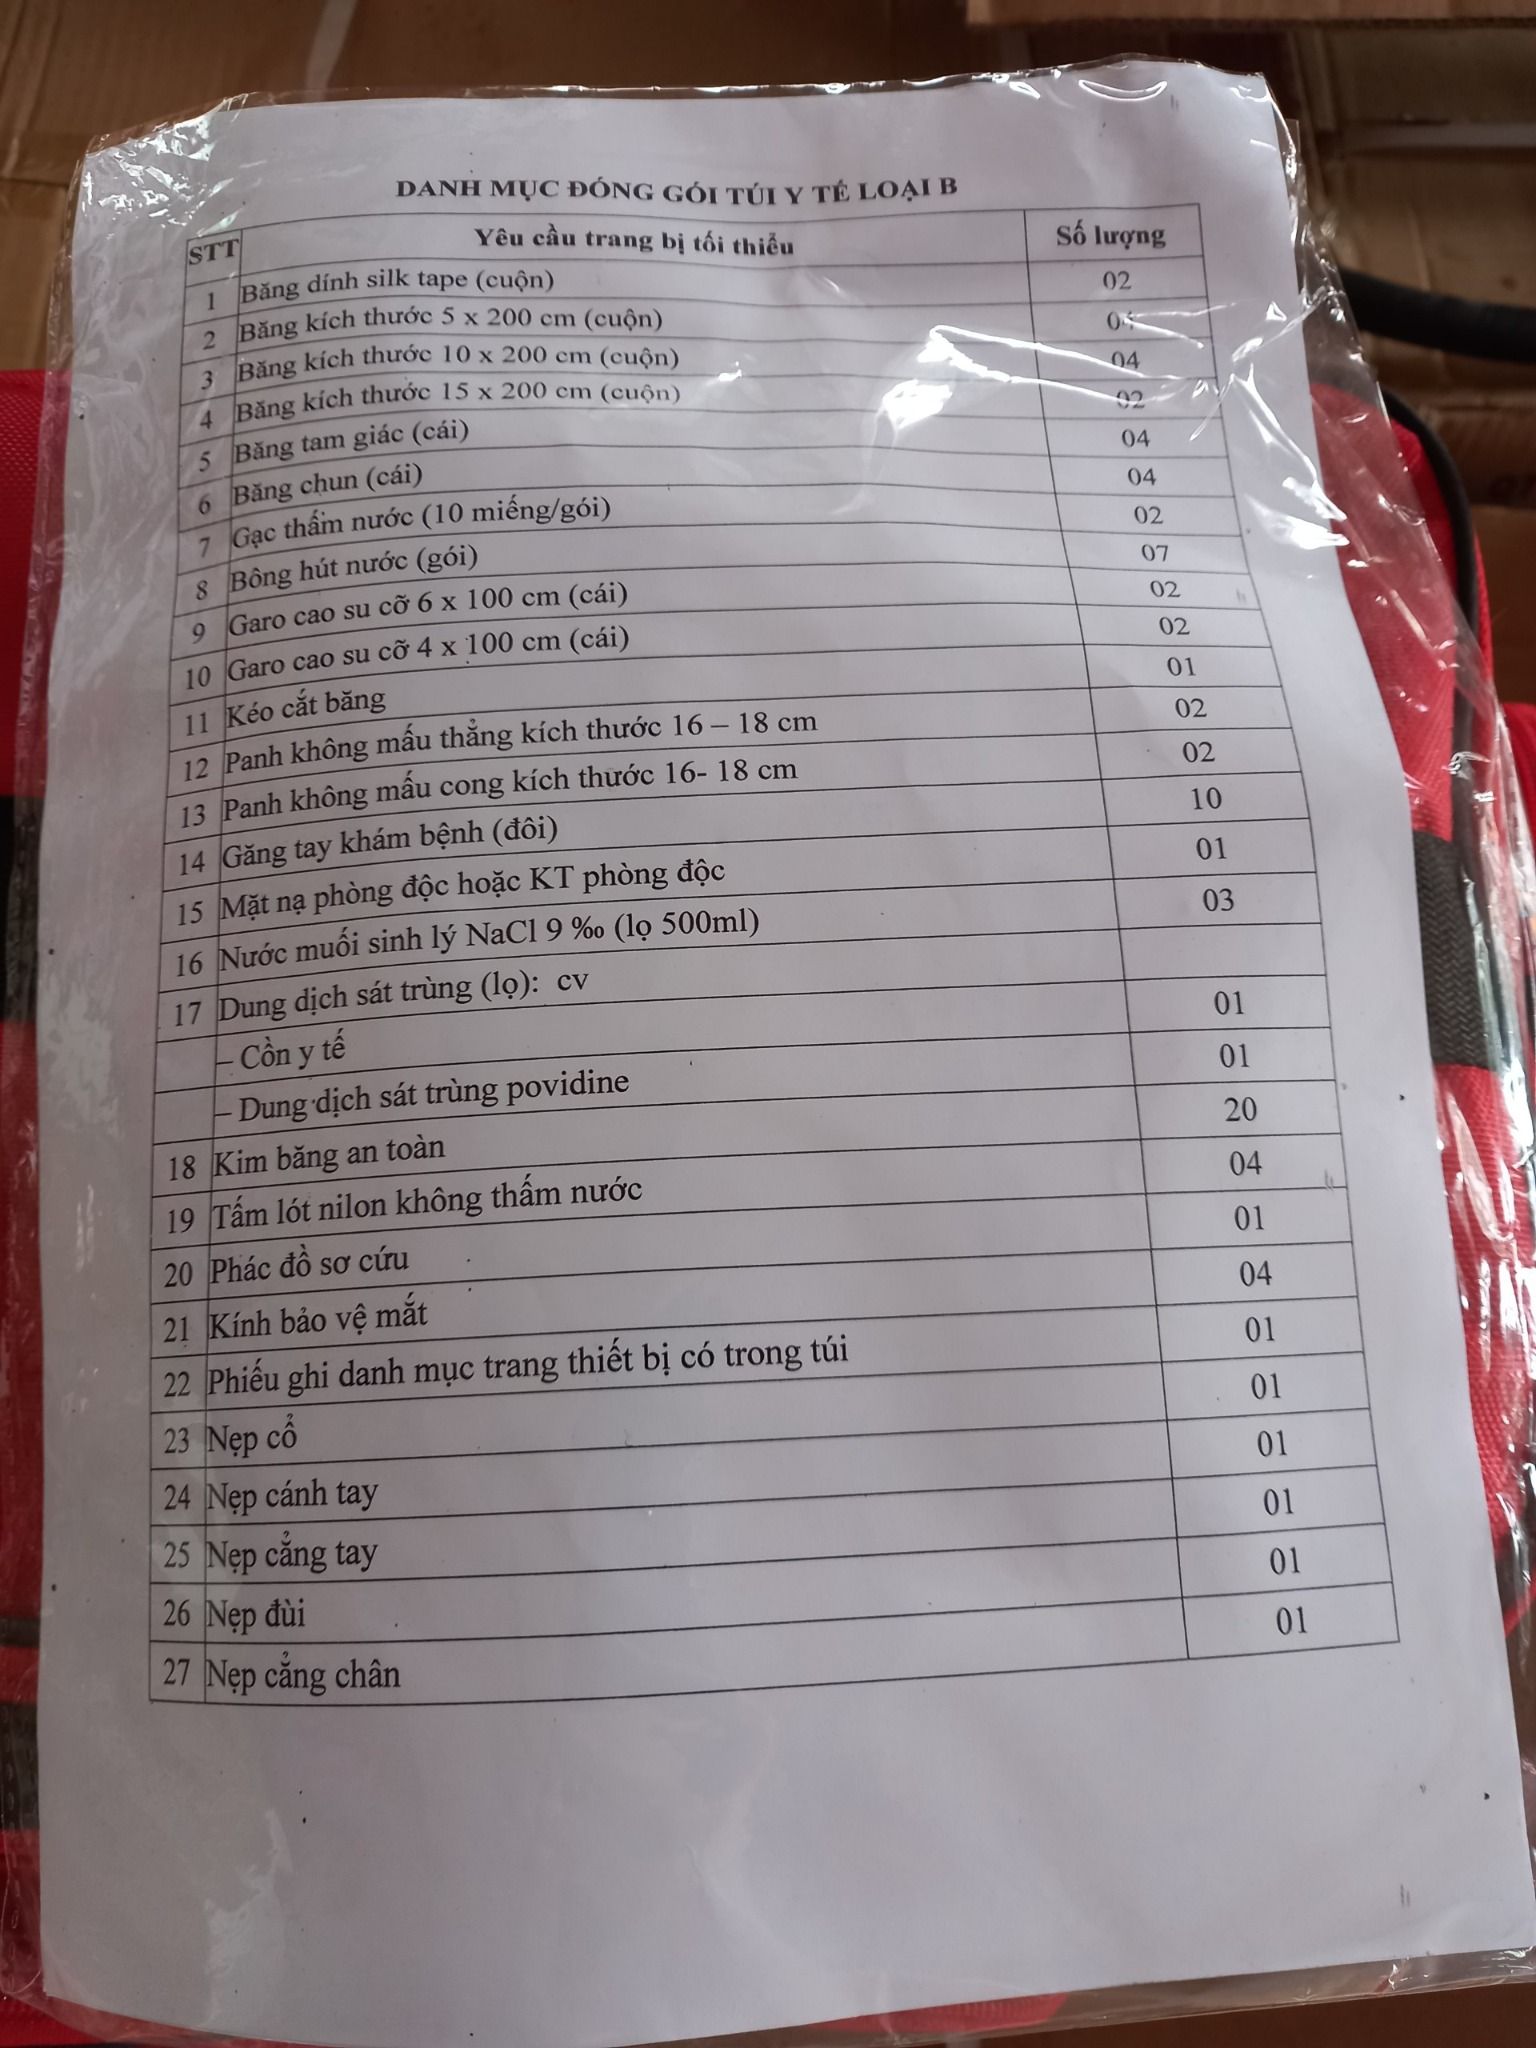 DANH MỤC ĐÓNG GÓI TÚI Y TẾ LOẠI B
STT Yêu cầu trang bị tối thiểu Số lượng
1 Băng dính silk tape (cuộn) 02
2 Băng kích thước 5 x 200 cm (cuộn) 04
3 Băng kích thước 10 x 200 cm (cuộn) 04
4 Băng kích thước 15 x 200 cm (cuộn) 02
5 Băng tam giác (cái) 04
6 Băng chun (cái) 04
7 Gạc thấm nước (10 miếng/gói) 02
8 Bông hút nước (gói) 07
9 Garo cao su cỡ 6 x 100 cm (cái) 02
10 Garo cao su cỡ 4 x 100 cm (cái) 02
11 Kéo cắt băng 01
12 Panh không mấu thẳng kích thước 16 – 18 cm 02
13 Panh không mấu cong kích thước 16- 18 cm 02
14 Găng tay khám bệnh (đôi) 10
15 Mặt nạ phòng độc hoặc KT phòng độc 01
16 Nước muối sinh lý NaCl 9 ‰ (lọ 500ml) 03
17 Dung dịch sát trùng (lọ): cv
– Cồn y tế 01
– Dung dịch sát trùng povidine 01
18 Kim băng an toàn 20
19 Tấm lót nilon không thấm nước 04
20 Phác đồ sơ cứu 01
21 Kính bảo vệ mắt 04
22 Phiếu ghi danh mục trang thiết bị có trong túi 01
23 Nẹp cổ 01
24 Nẹp cánh tay 01
25 Nẹp cẳng tay 01
26 Nẹp đùi 01
27 Nẹp cẳng chân 01